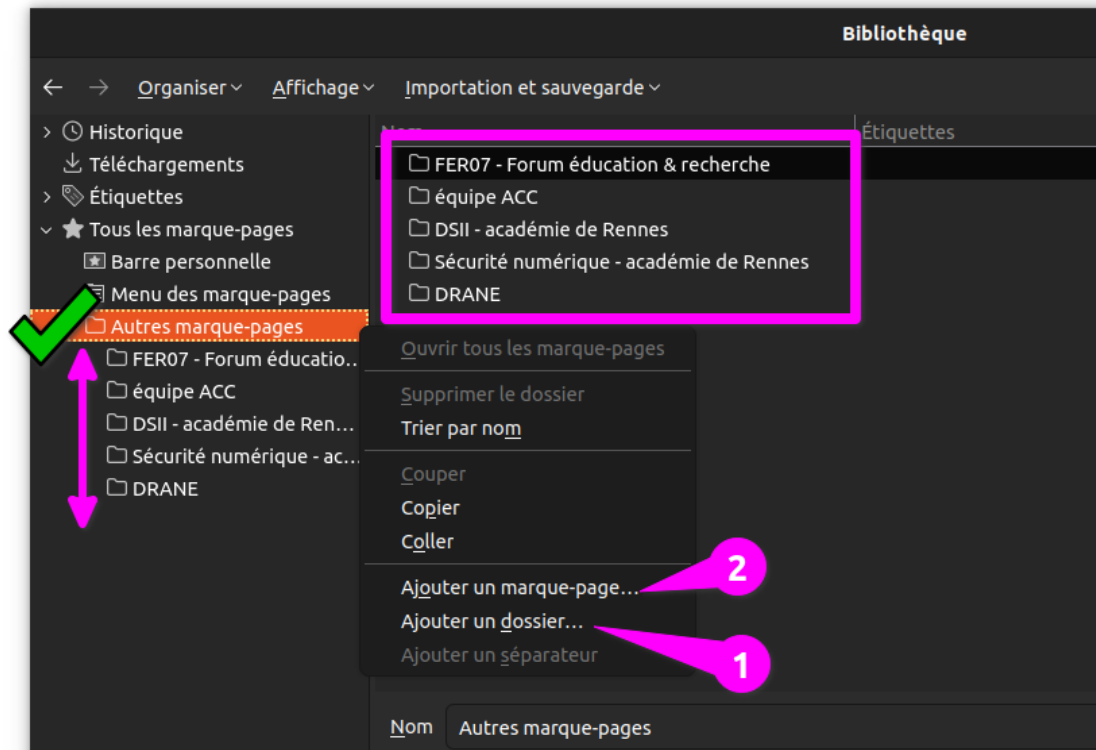 Bibliothèque
Organiser Affichage Importation et sauvegarde
Historique
Téléchargements
Étiquettes
Tous les marque-pages
Barre personnelle
Menu des marque-pages
Autres marque-pages
FER07 - Forum éducatio...
équipe ACC
DSII - académie de Ren...
Sécurité numérique - ac...
DRANE
Nom Étiquettes
FER07 - Forum éducation & recherche
équipe ACC
DSII - académie de Rennes
Sécurité numérique - académie de Rennes
DRANE
Ouvrir tous les marque-pages
Supprimer le dossier
Trier par nom
Couper
Copier
Coller
Ajouter un marque-page...
2
Ajouter un dossier...
1
Ajouter un séparateur
Nom Autres marque-pages